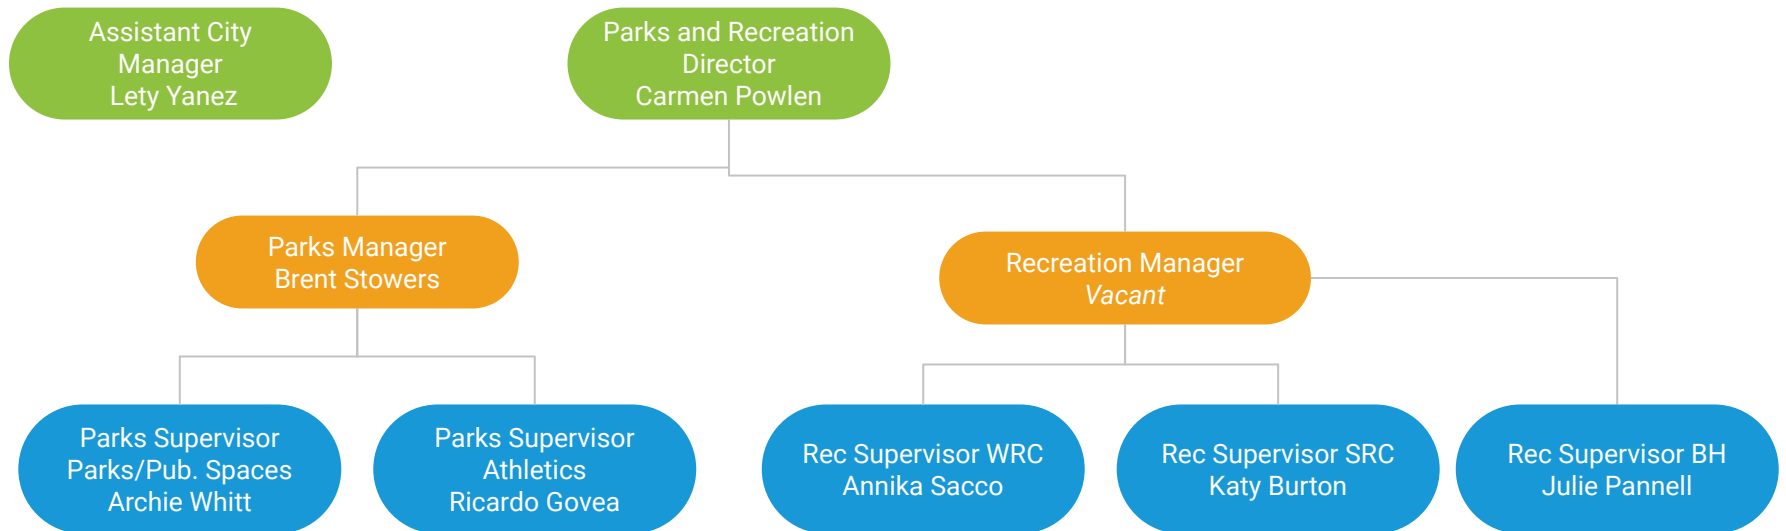 Assistant City
Manager
Lety Yanez
Parks and Recreation
Director
Carmen Powlen
Parks Manager
Brent Stowers
Recreation Manager
Vacant
Parks Supervisor
Parks/Pub. Spaces
Archie Whitt
Parks Supervisor
Athletics
Ricardo Govea
Rec Supervisor WRC
Annika Sacco
Rec Supervisor SRC
Katy Burton
Rec Supervisor BH
Julie Pannell